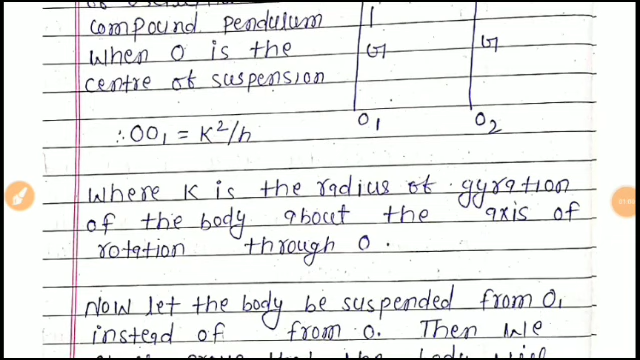 compound pendulum
when O is the
centre of suspension
G
G
O1
O2
∴ OO1 = K²/h
where K is the radius of gyration
of the body about the axis of
rotation through O.
Now let the body be suspended from O1
instead of from O. Then we